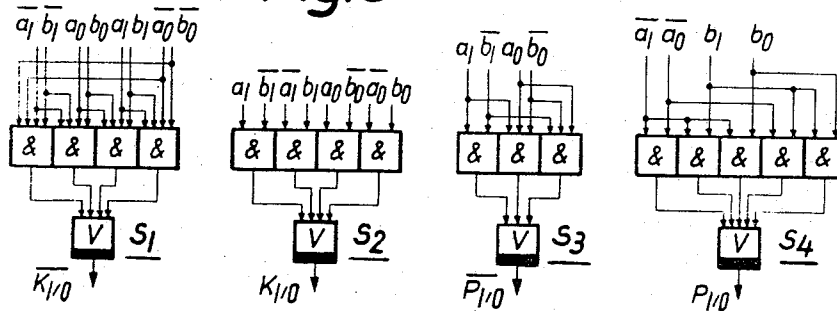 Fig.
a̅1̅ b̅1̅ a0 b0 a1 b1 a̅0̅ b̅0̅
a1 b̅1̅ a̅1̅ b1 a0 b̅0̅ a̅0̅ b0
a1 b̅1̅ a0 b̅0̅
a̅1̅ a̅0̅ b1 b0
& & & &
& & & &
& & &
& & & & &
V S1
V S2
V S3
V S4
K̅1̅/̅0̅
K1/0
P̅1̅/̅0̅
P1/0